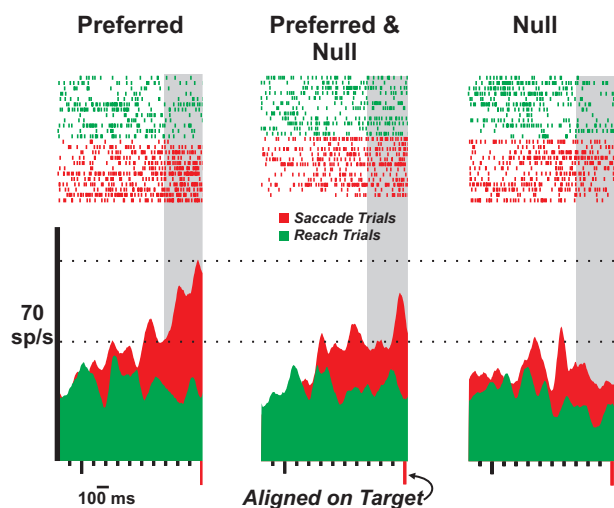 Preferred
Preferred &
Null
Null
Saccade Trials
Reach Trials
70
sp/s
100 ms
Aligned on Target